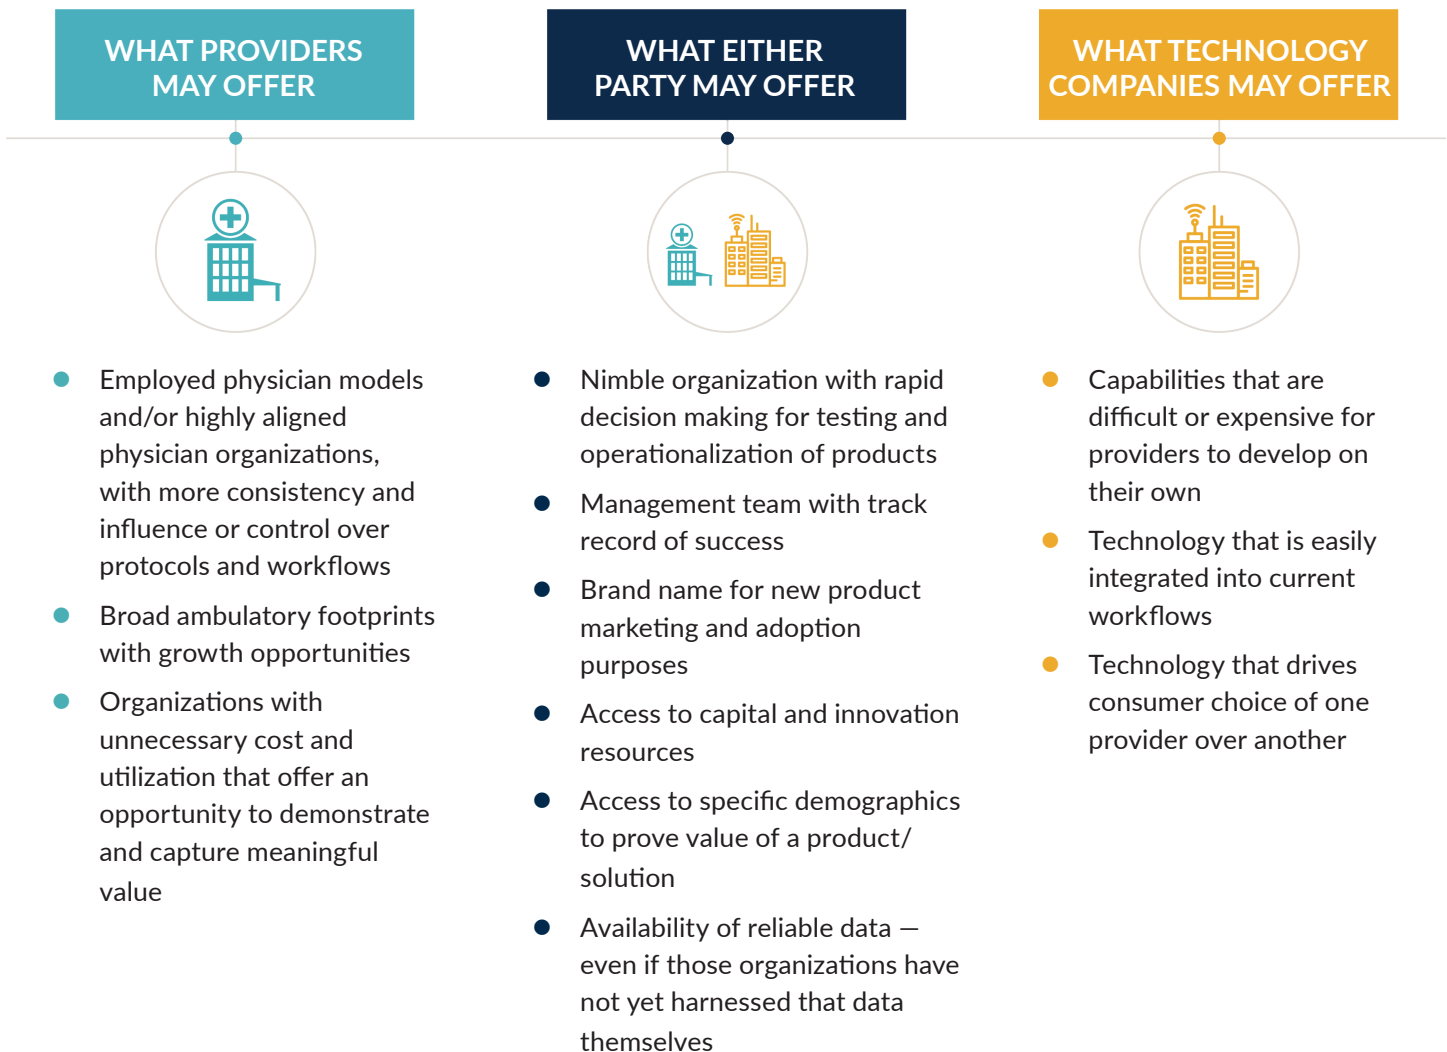 WHAT PROVIDERS
MAY OFFER
Employed physician models
and/or highly aligned
physician organizations,
with more consistency and
influence or control over
protocols and workflows
Broad ambulatory footprints
with growth opportunities
Organizations with
unnecessary cost and
utilization that offer an
opportunity to demonstrate
and capture meaningful
value
WHAT EITHER
PARTY MAY OFFER
Nimble organization with rapid
decision making for testing and
operationalization of products
Management team with track
record of success
Brand name for new product
marketing and adoption
purposes
Access to capital and innovation
resources
Access to specific demographics
to prove value of a product/
solution
Availability of reliable data —
even if those organizations have
not yet harnessed that data
themselves
WHAT TECHNOLOGY
COMPANIES MAY OFFER
Capabilities that are
difficult or expensive for
providers to develop on
their own
Technology that is easily
integrated into current
workflows
Technology that drives
consumer choice of one
provider over another